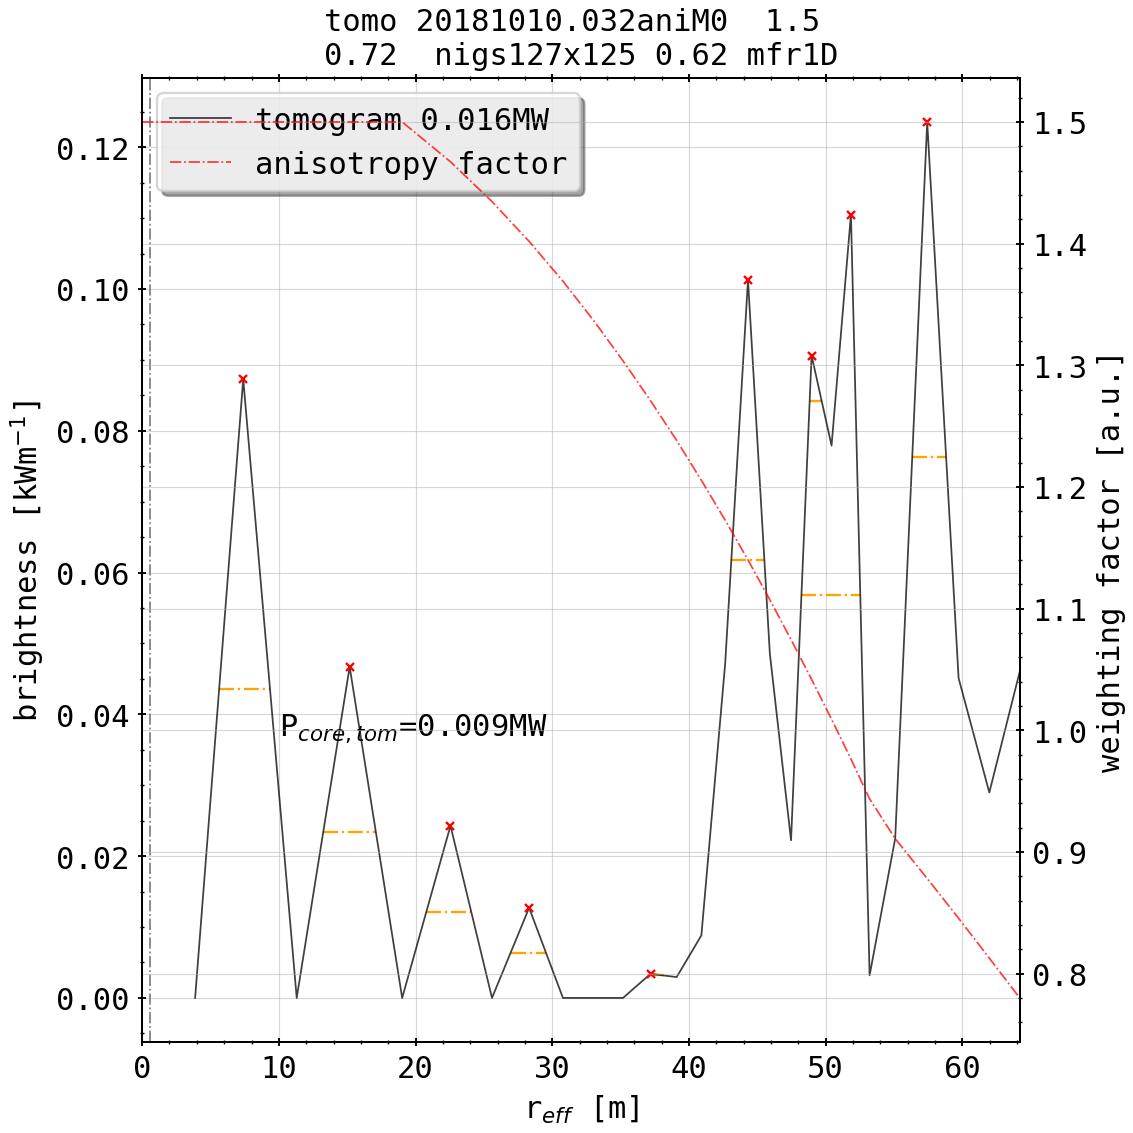 tomo 20181010.032aniM0  1.5
0.72  nigs127x125 0.62 mfr1D
tomogram 0.016MW
anisotropy factor
0.12
0.10
0.08
0.06
0.04
0.02
0.00
brightness [kWm⁻¹]
P_core,tom=0.009MW
1.5
1.4
1.3
1.2
1.1
1.0
0.9
0.8
weighting factor [a.u.]
0 10 20 30 40 50 60
r_eff [m]